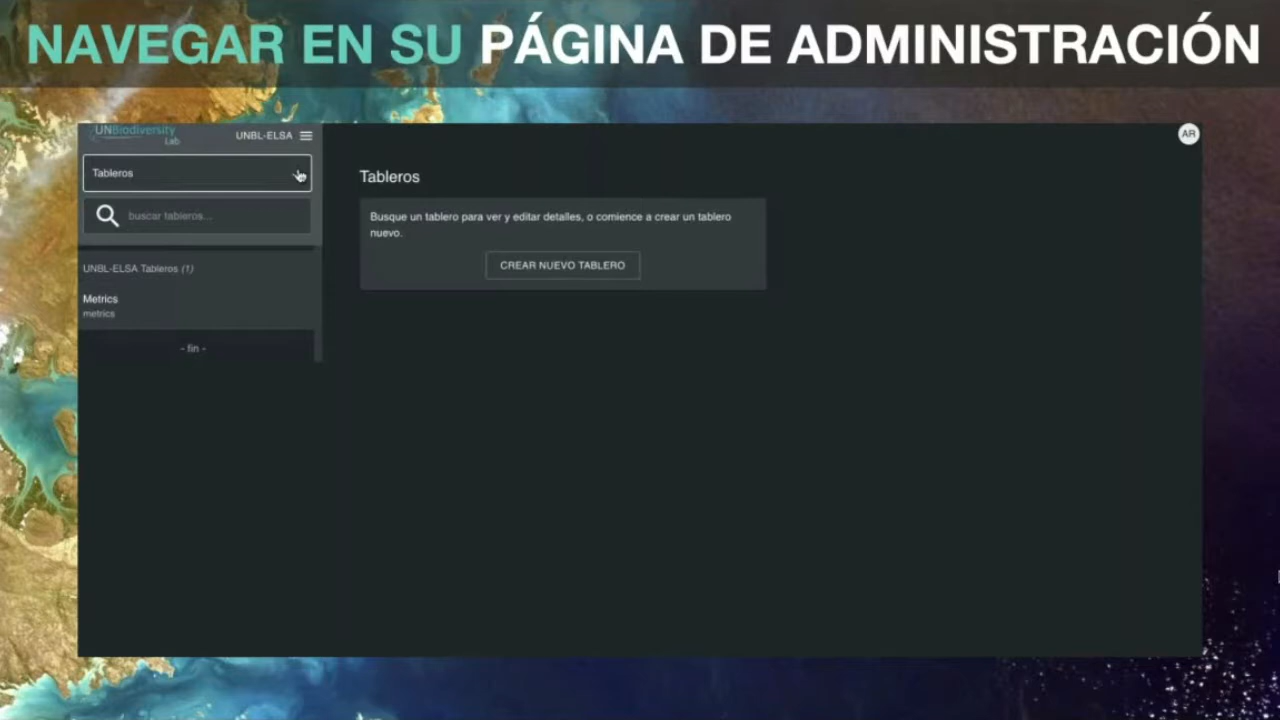 NAVEGAR EN SU PÁGINA DE ADMINISTRACIÓN
UNBiodiversity
Lab
UNBL-ELSA
AR
Tableros
buscar tableros...
UNBL-ELSA Tableros (1)
Metrics
metrics
- fin -
Tableros
Busque un tablero para ver y editar detalles, o comience a crear un tablero
nuevo.
CREAR NUEVO TABLERO